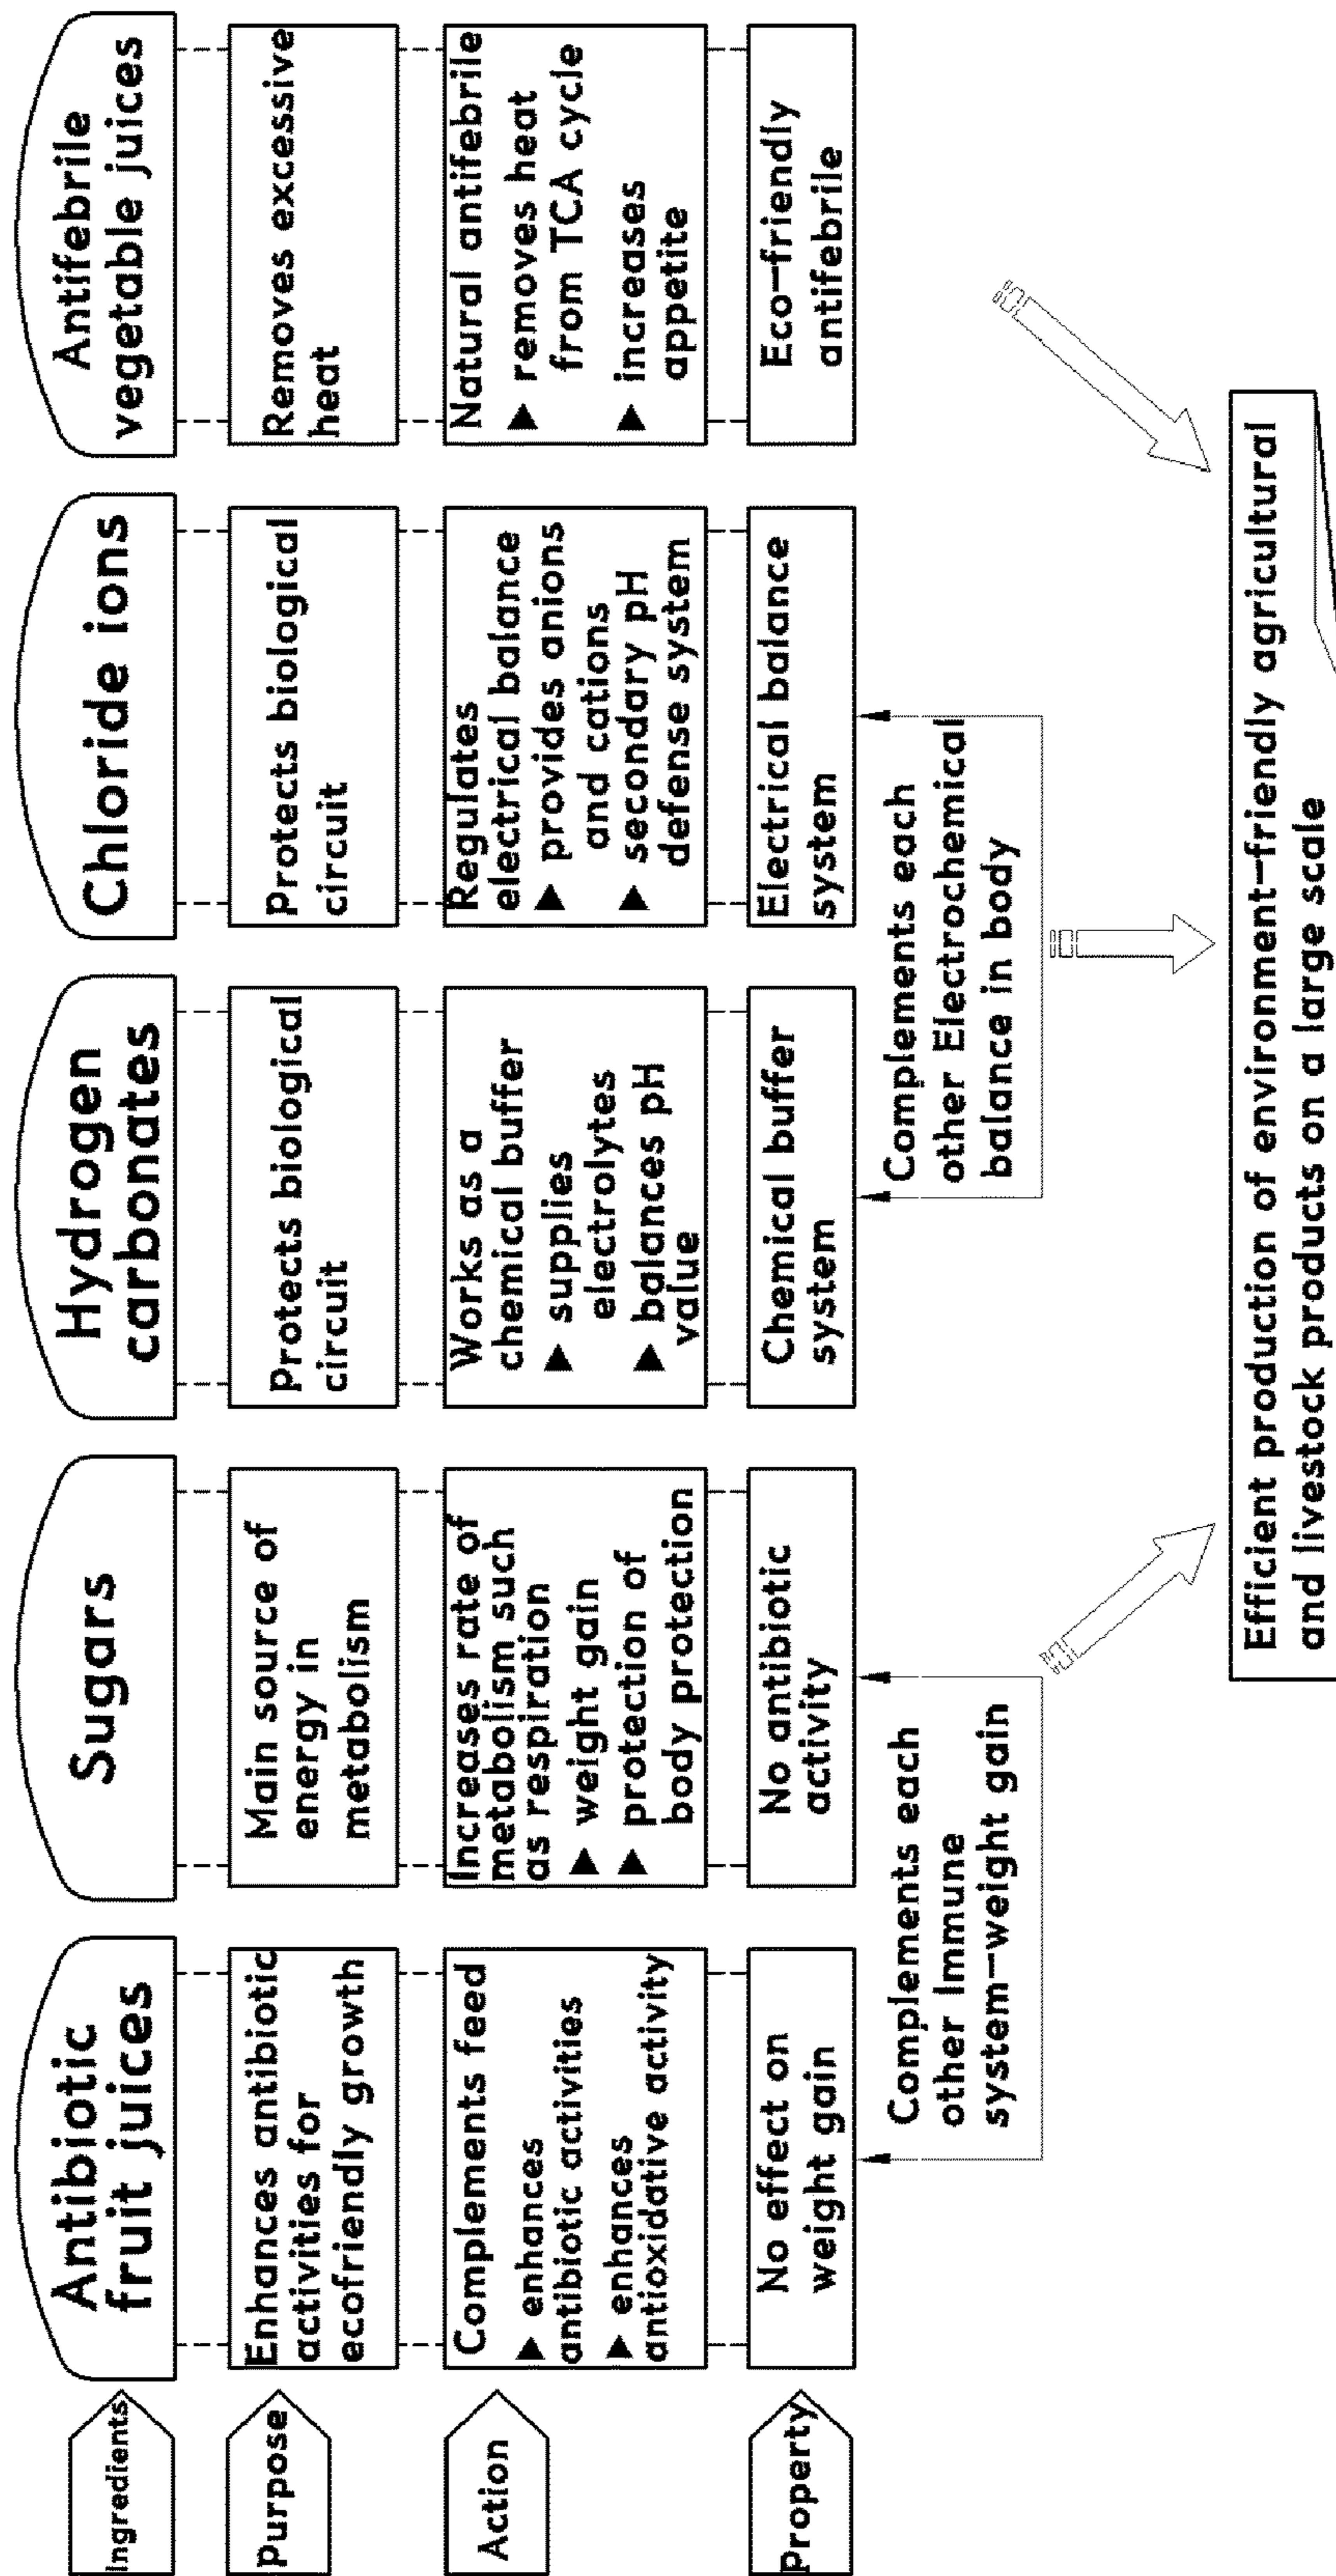 Ingredients
Antibiotic
fruit juices
Sugars
Hydrogen
carbonates
Chloride ions
Antifebrile
vegetable juices
Purpose
Enhances antibiotic
activities for
ecofriendly growth
Main source of
energy in
metabolism
Protects biological
circuit
Protects biological
circuit
Removes excessive
heat
Action
Complements feed
▶ enhances
antibiotic activities
▶ enhances
antioxidative activity
Increases rate of
metabolism such
as respiration
▶ weight gain
▶ protection of
body protection
Works as a
chemical buffer
▶ supplies
electrolytes
▶ balances pH
value
Regulates
electrical balance
▶ provides anions
and cations
▶ secondary pH
defense system
Natural antifebrile
▶ removes heat
from TCA cycle
▶ increases
appetite
Property
No effect on
weight gain
No antibiotic
activity
Chemical buffer
system
Electrical balance
system
Eco-friendly
antifebrile
Complements each
other Immune
system-weight gain
Complements each
other Electrochemical
balance in body
Efficient production of environment-friendly agricultural
and livestock products on a large scale